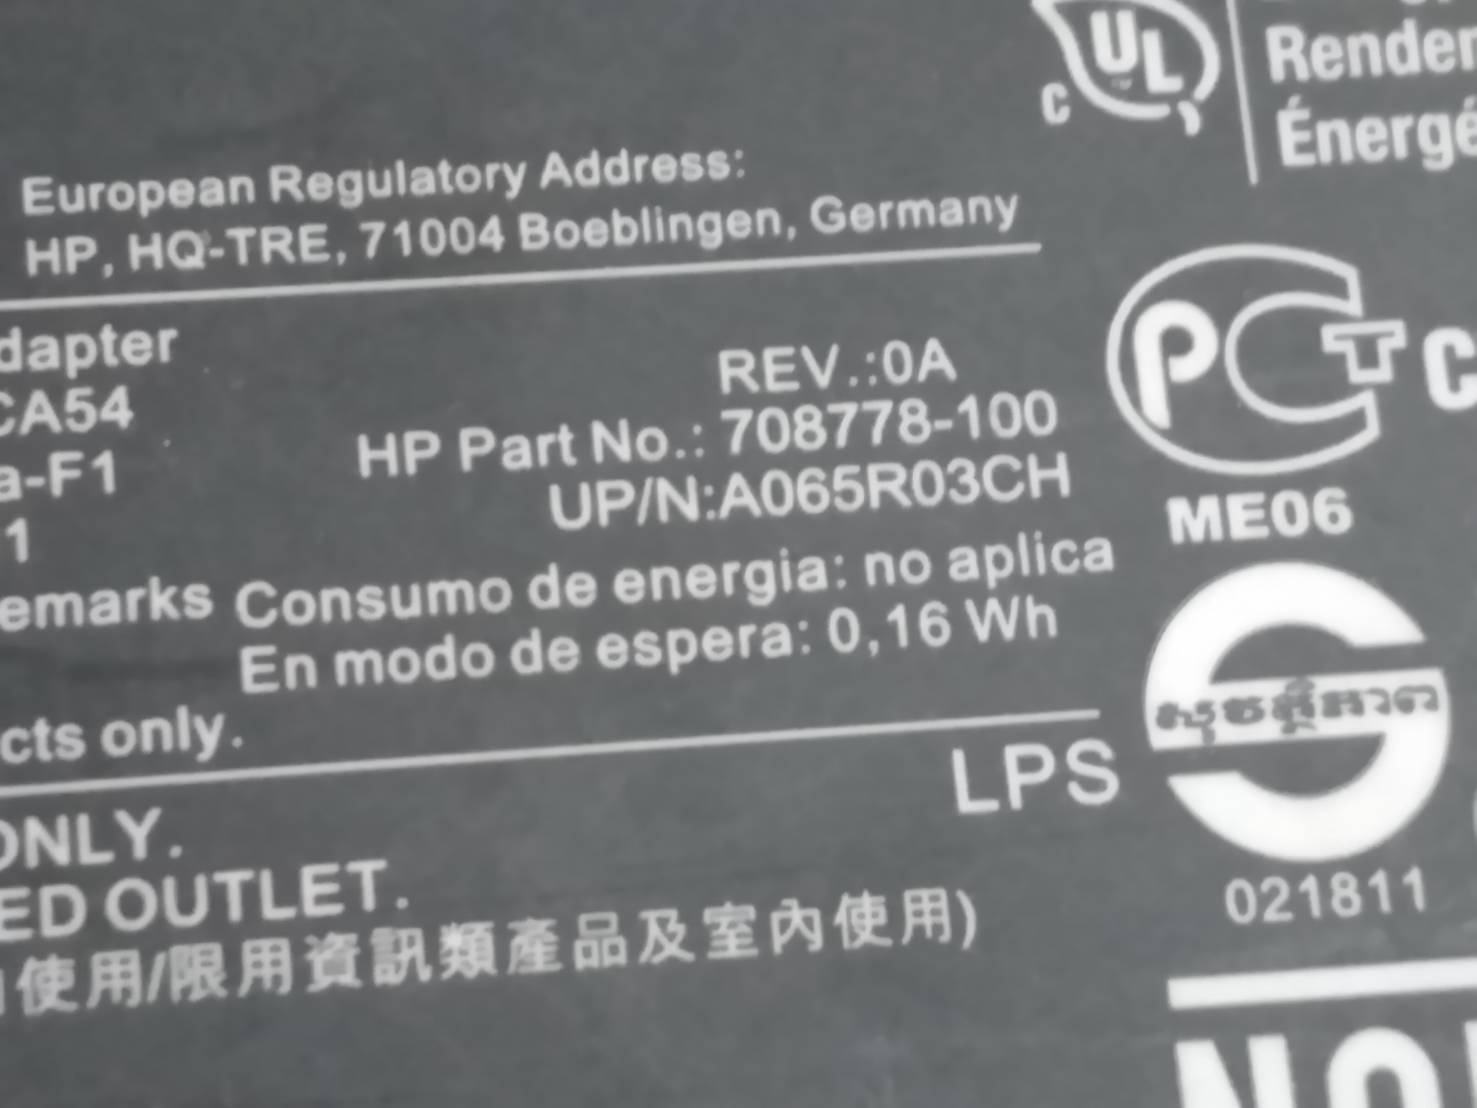 UL
c
Render
Énergé
European Regulatory Address:
HP, HQ-TRE, 71004 Boeblingen, Germany
dapter
CA54
a-F1
1
REV.:0A
HP Part No.: 708778-100
UP/N:A065R03CH
ME06
emarks
Consumo de energia: no aplica
En modo de espera: 0,16 Wh
cts only.
LPS
021811
ONLY.
ED OUTLET.
使用/限用資訊類產品及室內使用)